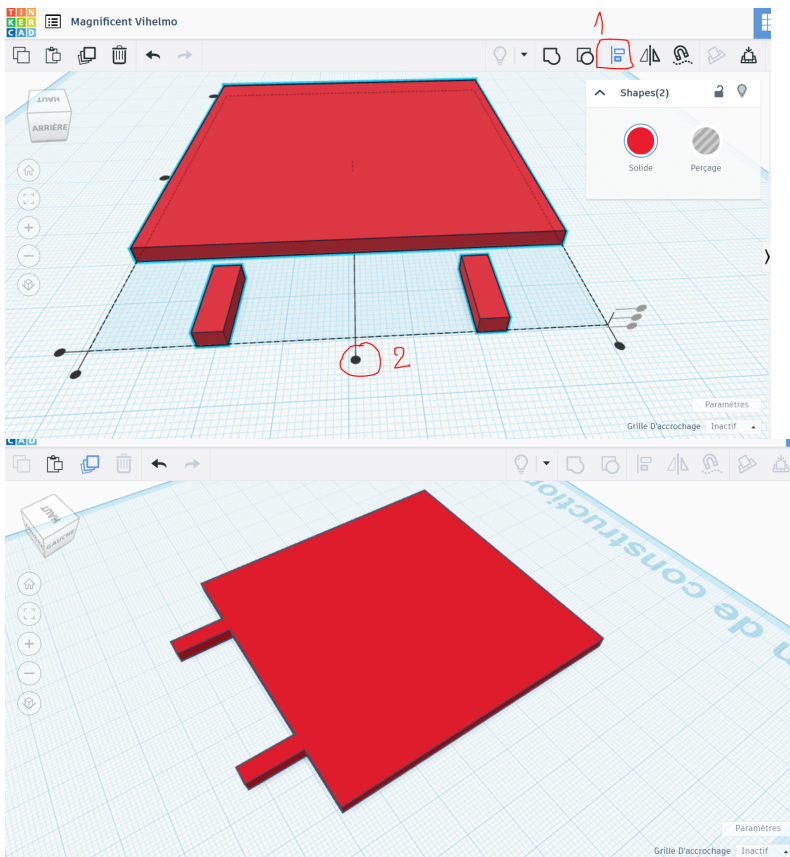 TIN
KER
CAD
Magnificent Vihelmo
1
HAUT
ARRIÈRE
Shapes(2)
Solide
Perçage
2
Paramètres
Grille D'accrochage Inactif
CAD
HAUT
GAUCHE
n de construction
Paramètres
Grille D'accrochage Inactif